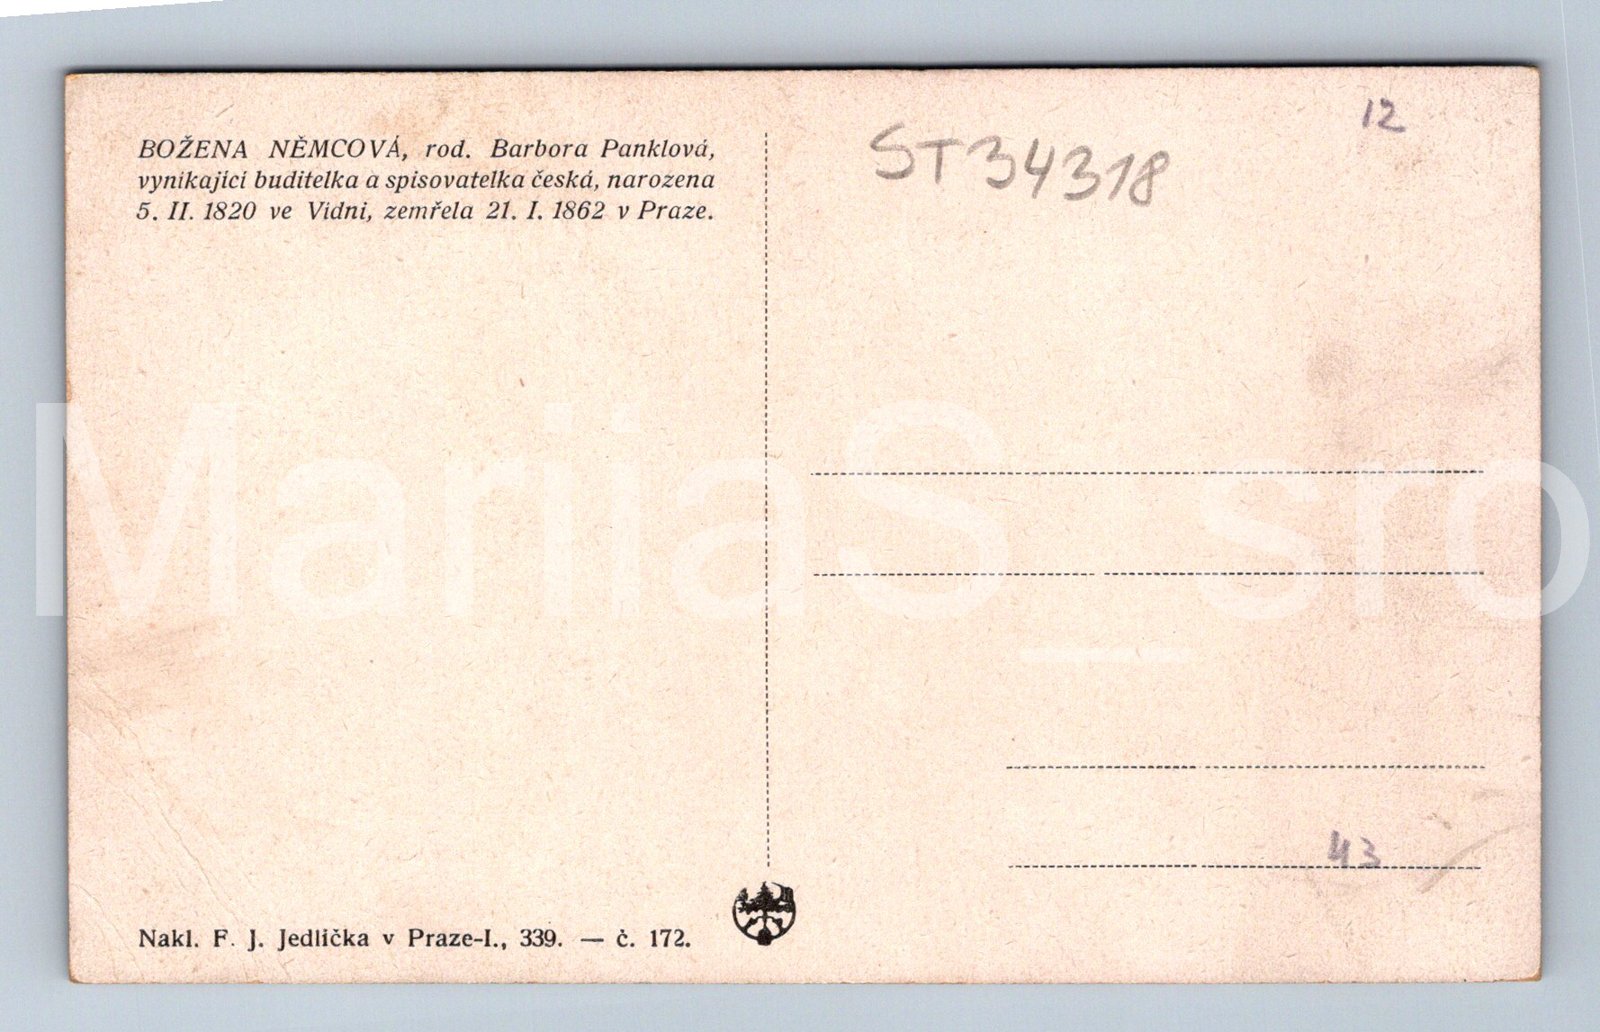 BOŽENA NĚMCOVÁ, rod. Barbora Panklová,
vynikající buditelka a spisovatelka česká, narozena
5. II. 1820 ve Vídni, zemřela 21. I. 1862 v Praze.
ST34318
12
43
Nakl. F. J. Jedlička v Praze-I., 339. — č. 172.
MariiaS_sro